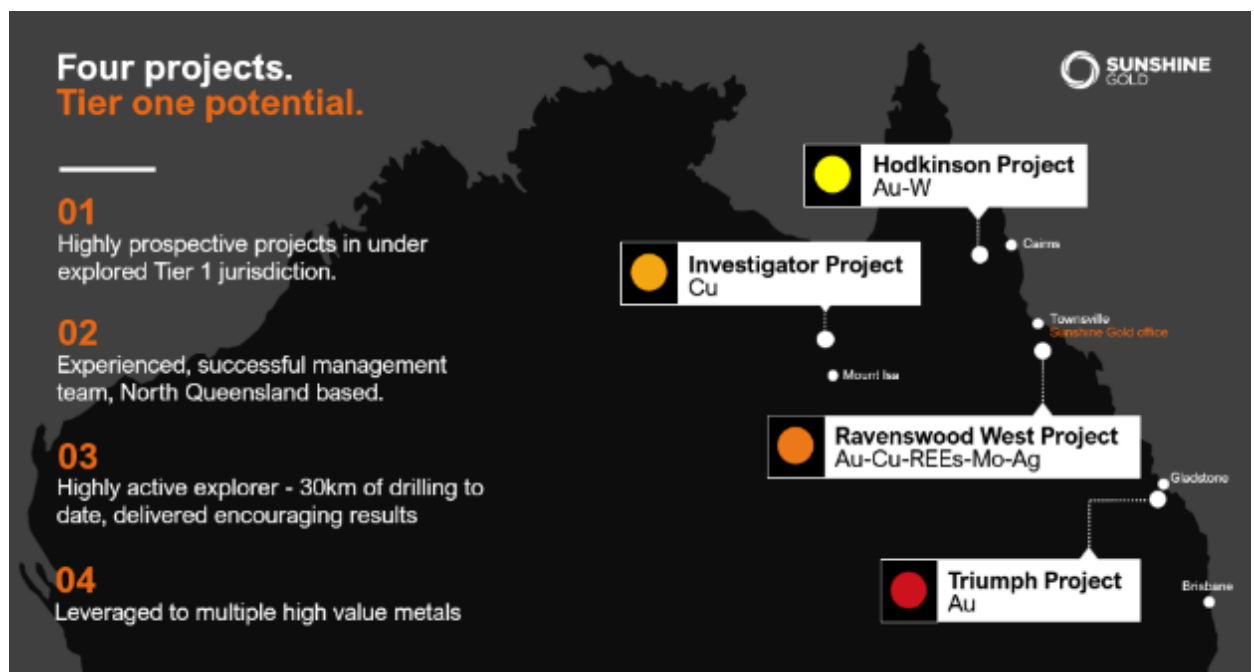 Four projects.
Tier one potential.
SUNSHINE
GOLD
01
Highly prospective projects in under
explored Tier 1 jurisdiction.
02
Experienced, successful management
team, North Queensland based.
03
Highly active explorer - 30km of drilling to
date, delivered encouraging results
04
Leveraged to multiple high value metals
Hodkinson Project
Au-W
Cairns
Investigator Project
Cu
Townsville
Sunshine Gold office
Mount Isa
Ravenswood West Project
Au-Cu-REEs-Mo-Ag
Gladstone
Triumph Project
Au
Brisbane